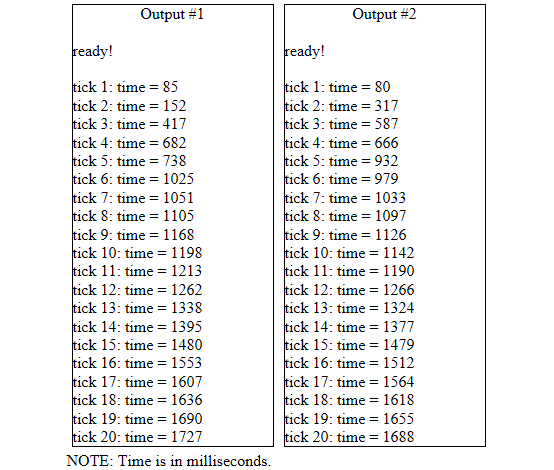 Output #1
ready!
tick 1: time = 85
tick 2: time = 152
tick 3: time = 417
tick 4: time = 682
tick 5: time = 738
tick 6: time = 1025
tick 7: time = 1051
tick 8: time = 1105
tick 9: time = 1168
tick 10: time = 1198
tick 11: time = 1213
tick 12: time = 1262
tick 13: time = 1338
tick 14: time = 1395
tick 15: time = 1480
tick 16: time = 1553
tick 17: time = 1607
tick 18: time = 1636
tick 19: time = 1690
tick 20: time = 1727
Output #2
ready!
tick 1: time = 80
tick 2: time = 317
tick 3: time = 587
tick 4: time = 666
tick 5: time = 932
tick 6: time = 979
tick 7: time = 1033
tick 8: time = 1097
tick 9: time = 1126
tick 10: time = 1142
tick 11: time = 1190
tick 12: time = 1266
tick 13: time = 1324
tick 14: time = 1377
tick 15: time = 1479
tick 16: time = 1512
tick 17: time = 1564
tick 18: time = 1618
tick 19: time = 1655
tick 20: time = 1688
NOTE: Time is in milliseconds.